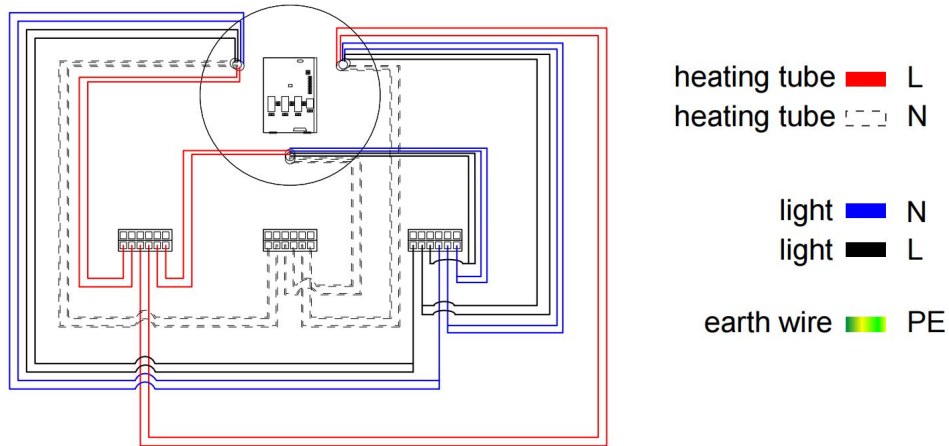 heating tube L
heating tube N
light N
light L
earth wire PE